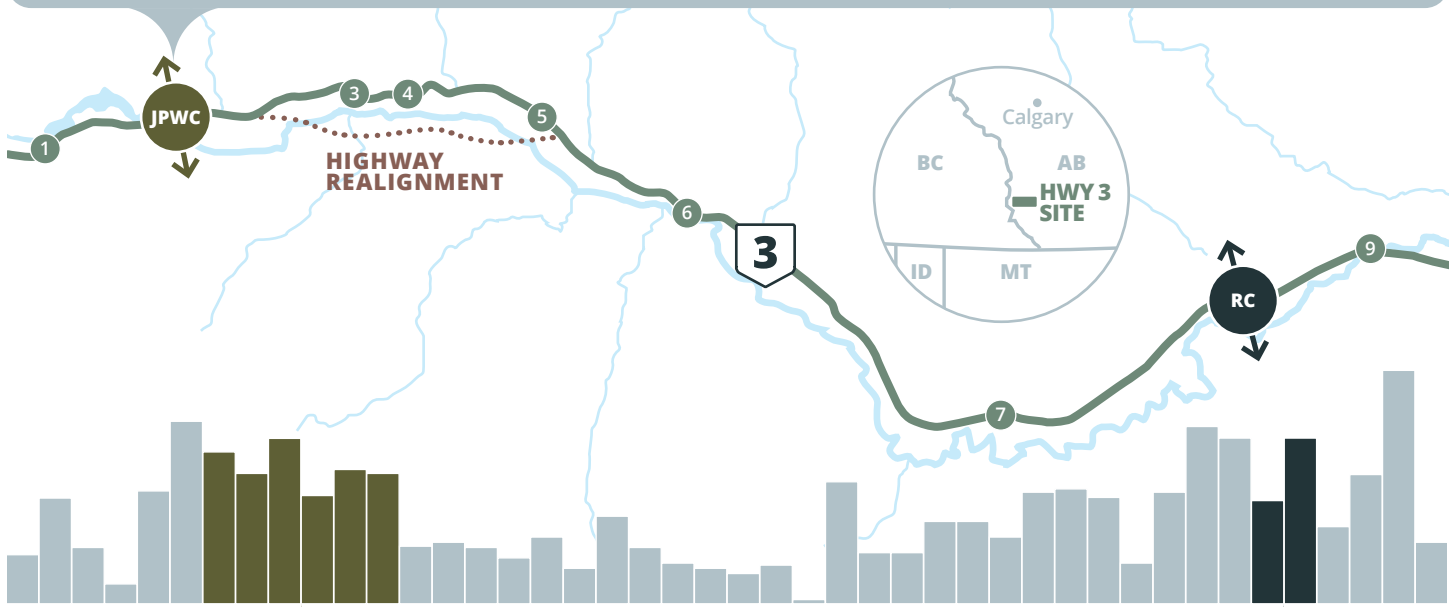 1
JPWC
3
4
5
HIGHWAY
REALIGNMENT
6
3
7
Calgary
BC
AB
HWY 3
SITE
ID
MT
RC
9